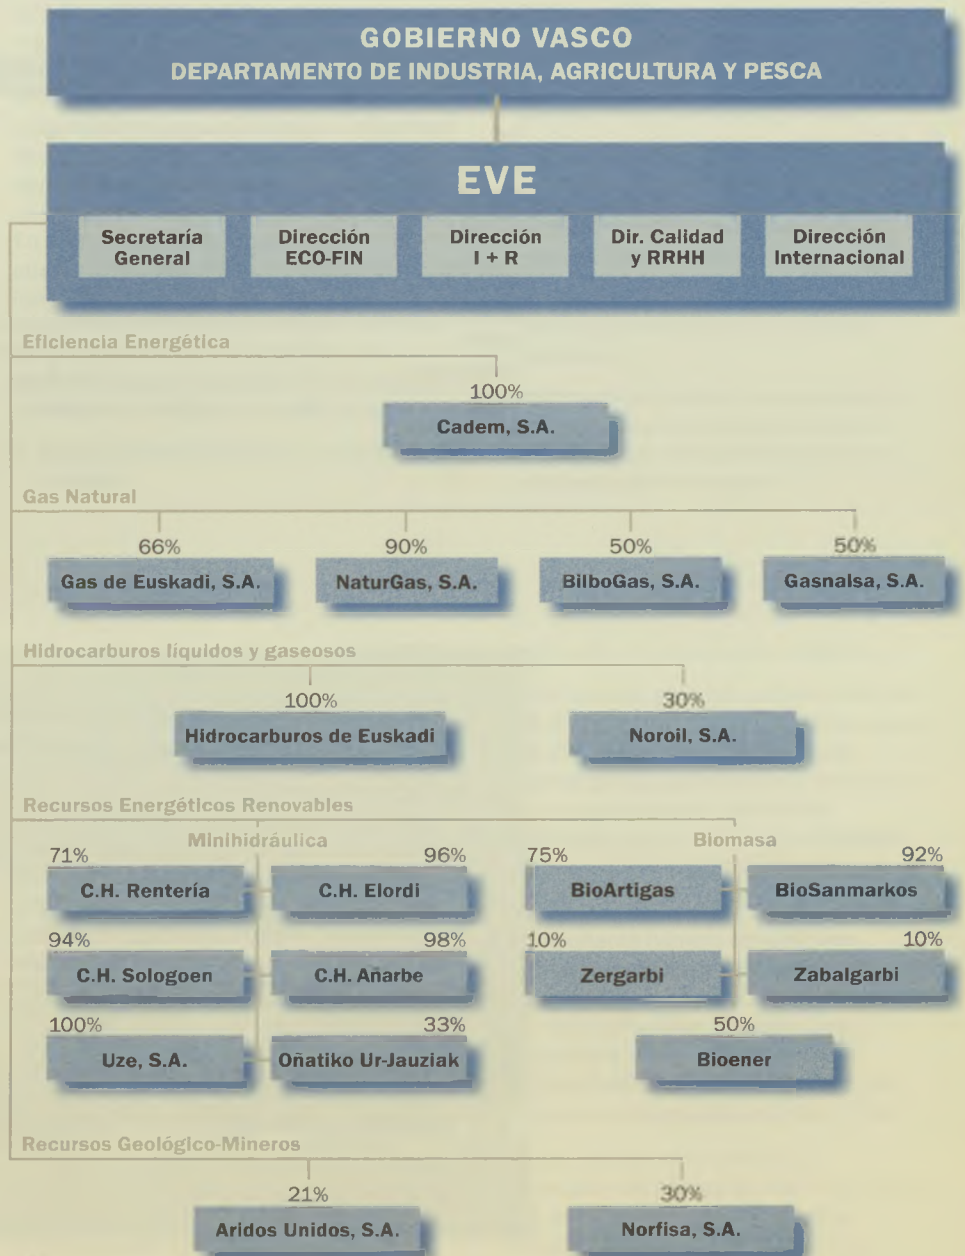 GOBIERNO VASCO
DEPARTAMENTO DE INDUSTRIA, AGRICULTURA Y PESCA
EVE
Secretaría General
Dirección ECO-FIN
Dirección I + R
Dir. Calidad y RRHH
Dirección Internacional
Eficiencia Energética
100%
Cadem, S.A.
Gas Natural
66% 90% 50% 50%
Gas de Euskadi, S.A. NaturGas, S.A. BilboGas, S.A. Gasnalsa, S.A.
Hidrocarburos líquidos y gaseosos
100% 30%
Hidrocarburos de Euskadi Noroil, S.A.
Recursos Energéticos Renovables
Minihidráulica Biomasa
71% 96% 75% 92%
C.H. Rentería C.H. Elordi BioArtigas BioSanmarkos
94% 98% 10% 10%
C.H. Sologoen C.H. Añarbe Zergarbi Zabalgarbi
100% 33% 50%
Uze, S.A. Oñatiko Ur-Jauziak Bioener
Recursos Geológico-Mineros
21% 30%
Aridos Unidos, S.A. Norfisa, S.A.